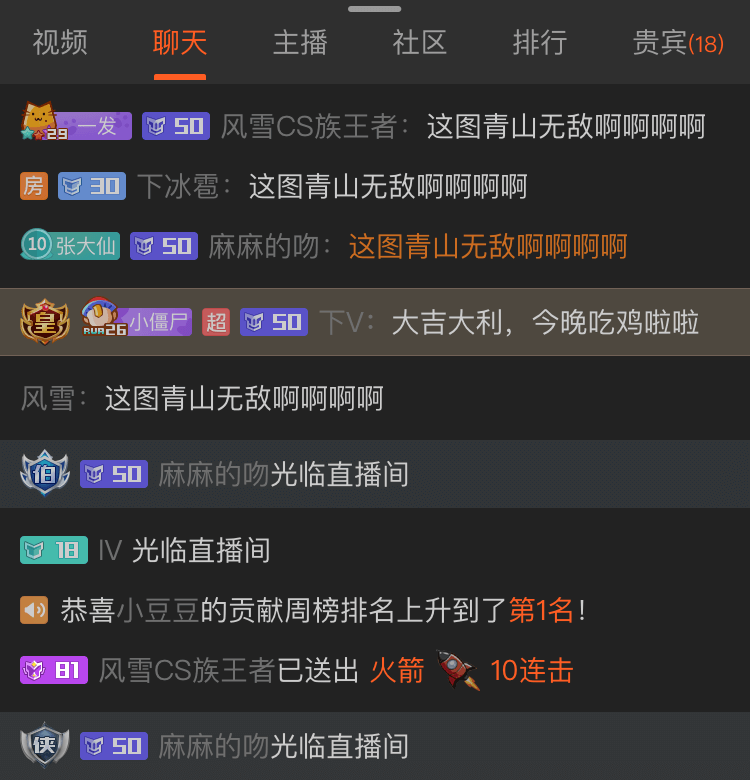 视频 聊天 主播 社区 排行 贵宾(18)
29 一发 50 风雪CS族王者：这图青山无敌啊啊啊啊
房 30 下冰雹：这图青山无敌啊啊啊啊
10 张大仙 50 麻麻的吻：这图青山无敌啊啊啊啊
皇 RUA 26 小僵尸 超 50 下V：大吉大利，今晚吃鸡啦啦
风雪：这图青山无敌啊啊啊啊
伯 50 麻麻的吻光临直播间
18 IV 光临直播间
恭喜小豆豆的贡献周榜排名上升到了第1名！
81 风雪CS族王者已送出 火箭 10连击
侠 50 麻麻的吻光临直播间